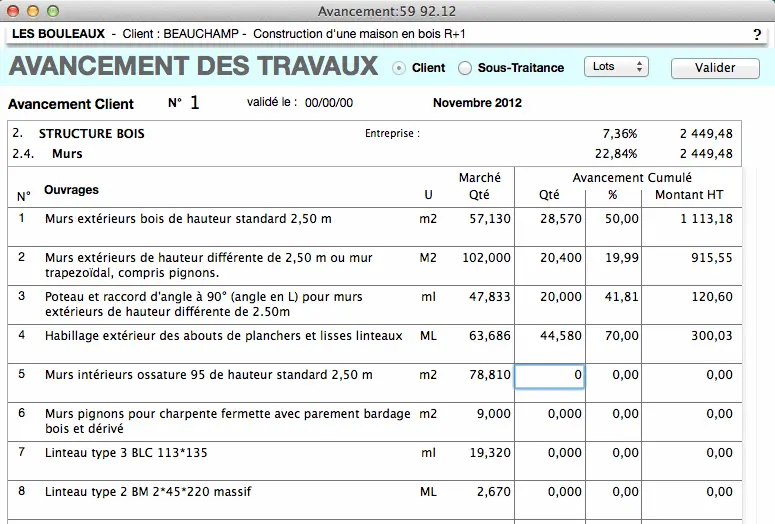 Avancement:59 92.12
LES BOULEAUX - Client : BEAUCHAMP - Construction d'une maison en bois R+1 ?
AVANCEMENT DES TRAVAUX Client Sous-Traitance Lots Valider
Avancement Client N° 1 validé le : 00/00/00 Novembre 2012
2. STRUCTURE BOIS Entreprise : 7,36% 2 449,48
2.4. Murs 22,84% 2 449,48
Marché Avancement Cumulé
N° Ouvrages U Qté Qté % Montant HT
1 Murs extérieurs bois de hauteur standard 2,50 m m2 57,130 28,570 50,00 1 113,18
2 Murs extérieurs de hauteur différente de 2,50 m ou mur M2 102,000 20,400 19,99 915,55
trapezoïdal, compris pignons.
3 Poteau et raccord d'angle à 90° (angle en L) pour murs ml 47,833 20,000 41,81 120,60
extérieurs de hauteur différente de 2.50m
4 Habillage extérieur des abouts de planchers et lisses linteaux ML 63,686 44,580 70,00 300,03
5 Murs intérieurs ossature 95 de hauteur standard 2,50 m m2 78,810 0 0,00 0,00
6 Murs pignons pour charpente fermette avec parement bardage m2 9,000 0,000 0,00 0,00
bois et dérivé
7 Linteau type 3 BLC 113*135 ml 19,320 0,000 0,00 0,00
8 Linteau type 2 BM 2*45*220 massif ML 2,670 0,000 0,00 0,00